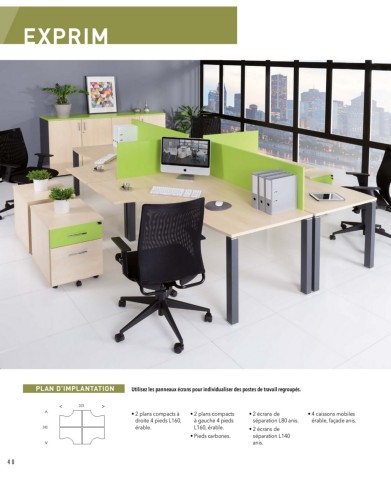 EXPRIM
PLAN D'IMPLANTATION
Utilisez les panneaux écrans pour individualiser des postes de travail regroupés.
• 2 plans compacts à
droite 4 pieds L160,
érable.
• 2 plans compacts
à gauche 4 pieds
L160, érable.
• Pieds carbones.
• 2 écrans de
séparation L80 anis.
• 2 écrans de
séparation L140
anis.
• 4 caissons mobiles
érable, façade anis.